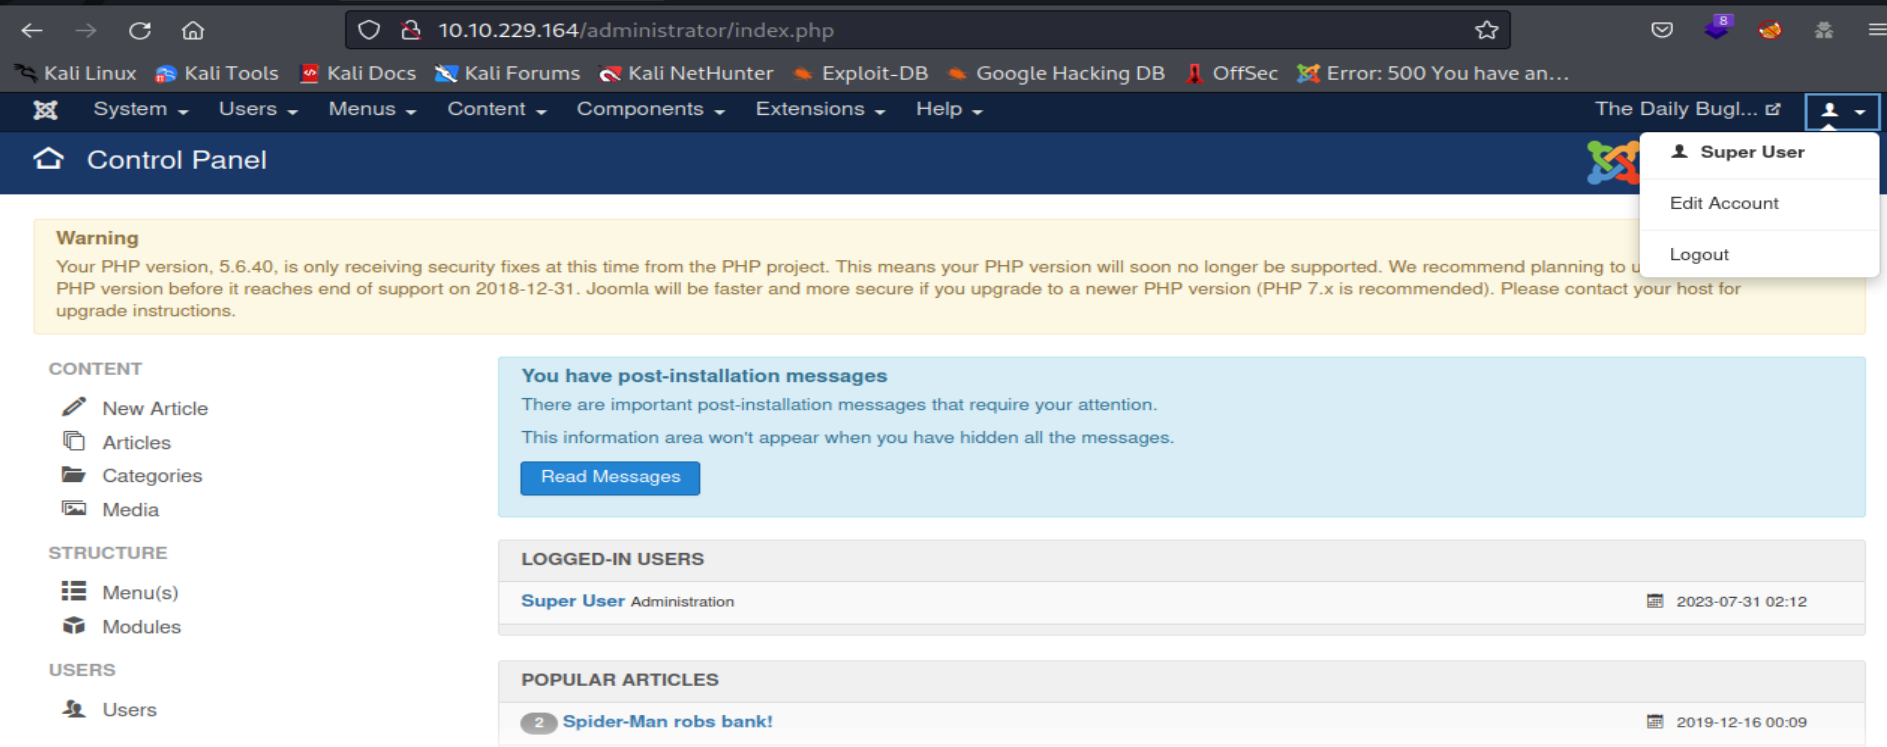 10.10.229.164/administrator/index.php
8
Kali Linux Kali Tools Kali Docs Kali Forums Kali NetHunter Exploit-DB Google Hacking DB OffSec Error: 500 You have an...
System Users Menus Content Components Extensions Help The Daily Bugl...
Control Panel
Super User
Edit Account
Logout
Warning
Your PHP version, 5.6.40, is only receiving security fixes at this time from the PHP project. This means your PHP version will soon no longer be supported. We recommend planning to u
PHP version before it reaches end of support on 2018-12-31. Joomla will be faster and more secure if you upgrade to a newer PHP version (PHP 7.x is recommended). Please contact your host for
upgrade instructions.
CONTENT
New Article
Articles
Categories
Media
STRUCTURE
Menu(s)
Modules
USERS
Users
You have post-installation messages
There are important post-installation messages that require your attention.
This information area won't appear when you have hidden all the messages.
Read Messages
LOGGED-IN USERS
Super User Administration 2023-07-31 02:12
POPULAR ARTICLES
2 Spider-Man robs bank! 2019-12-16 00:09